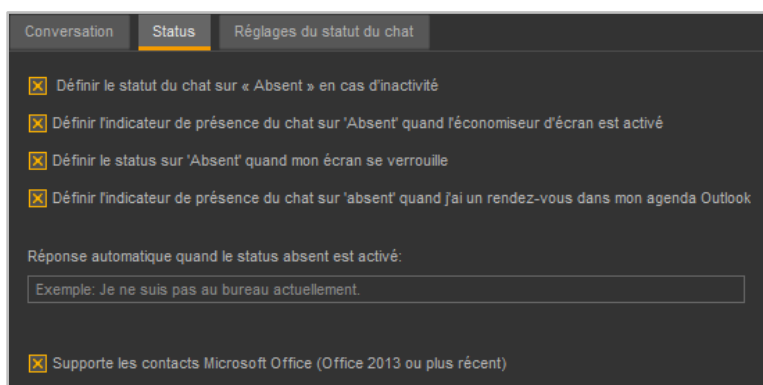 Conversation Status Réglages du statut du chat
Définir le statut du chat sur « Absent » en cas d'inactivité
Définir l'indicateur de présence du chat sur 'Absent' quand l'économiseur d'écran est activé
Définir le status sur 'Absent' quand mon écran se verrouille
Définir l'indicateur de présence du chat sur 'absent' quand j'ai un rendez-vous dans mon agenda Outlook
Réponse automatique quand le status absent est activé:
Exemple: Je ne suis pas au bureau actuellement.
Supporte les contacts Microsoft Office (Office 2013 ou plus récent)